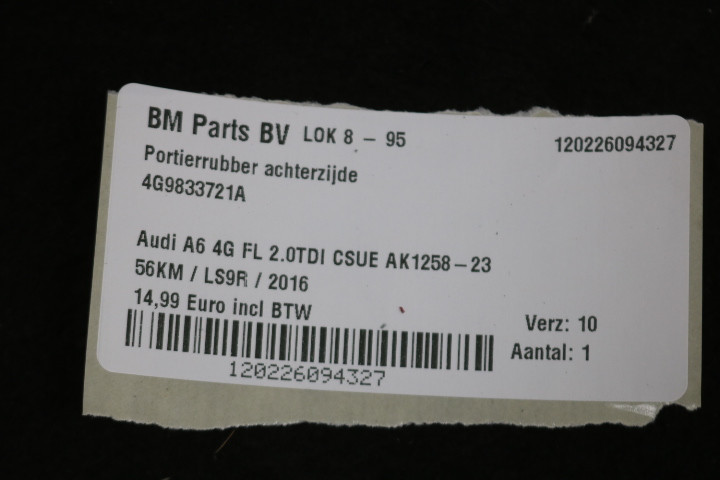 BM Parts BV LOK 8 - 95 120226094327
Portierrubber achterzijde
4G9833721A
Audi A6 4G FL 2.0TDI CSUE AK1258-23
56KM / LS9R / 2016
14,99 Euro incl BTW
Verz: 10
Aantal: 1
120226094327